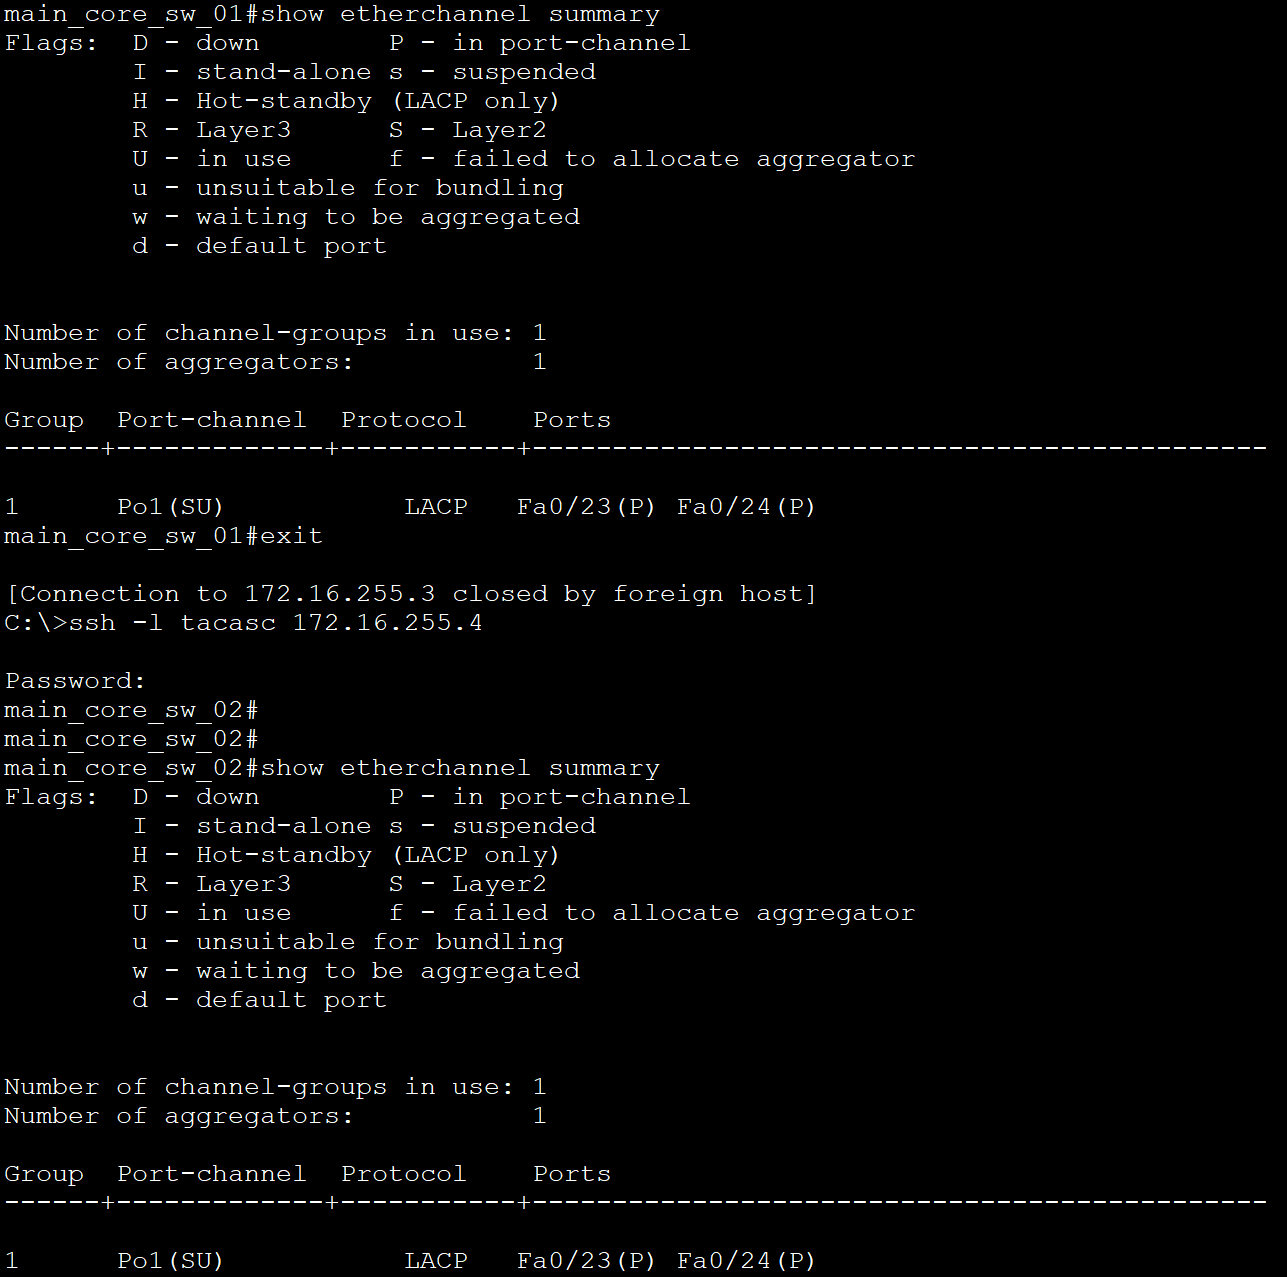 main_core_sw_01#show etherchannel summary
Flags:  D - down        P - in port-channel
        I - stand-alone s - suspended
        H - Hot-standby (LACP only)
        R - Layer3      S - Layer2
        U - in use      f - failed to allocate aggregator
        u - unsuitable for bundling
        w - waiting to be aggregated
        d - default port
Number of channel-groups in use: 1
Number of aggregators:           1
Group  Port-channel  Protocol    Ports
------+-------------+-----------+----------------------------------------------
1      Po1(SU)           LACP   Fa0/23(P) Fa0/24(P)
main_core_sw_01#exit
[Connection to 172.16.255.3 closed by foreign host]
C:\>ssh -l tacasc 172.16.255.4
Password:
main_core_sw_02#
main_core_sw_02#
main_core_sw_02#show etherchannel summary
Flags:  D - down        P - in port-channel
        I - stand-alone s - suspended
        H - Hot-standby (LACP only)
        R - Layer3      S - Layer2
        U - in use      f - failed to allocate aggregator
        u - unsuitable for bundling
        w - waiting to be aggregated
        d - default port
Number of channel-groups in use: 1
Number of aggregators:           1
Group  Port-channel  Protocol    Ports
------+-------------+-----------+----------------------------------------------
1      Po1(SU)           LACP   Fa0/23(P) Fa0/24(P)